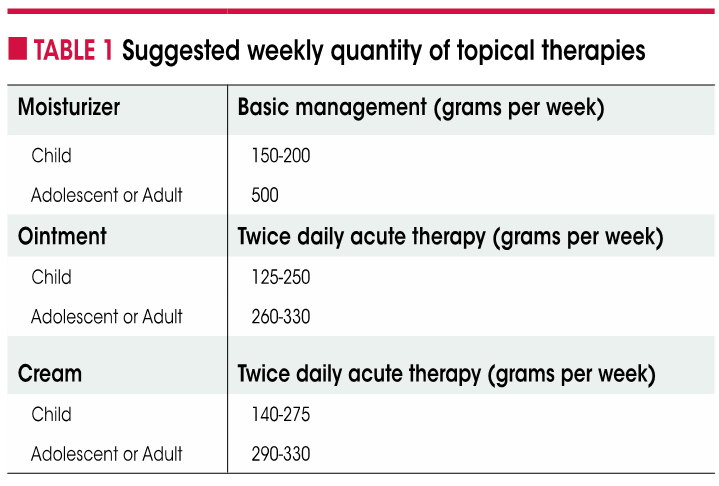 TABLE 1 Suggested weekly quantity of topical therapies
Moisturizer Basic management (grams per week)
Child 150-200
Adolescent or Adult 500
Ointment Twice daily acute therapy (grams per week)
Child 125-250
Adolescent or Adult 260-330
Cream Twice daily acute therapy (grams per week)
Child 140-275
Adolescent or Adult 290-330